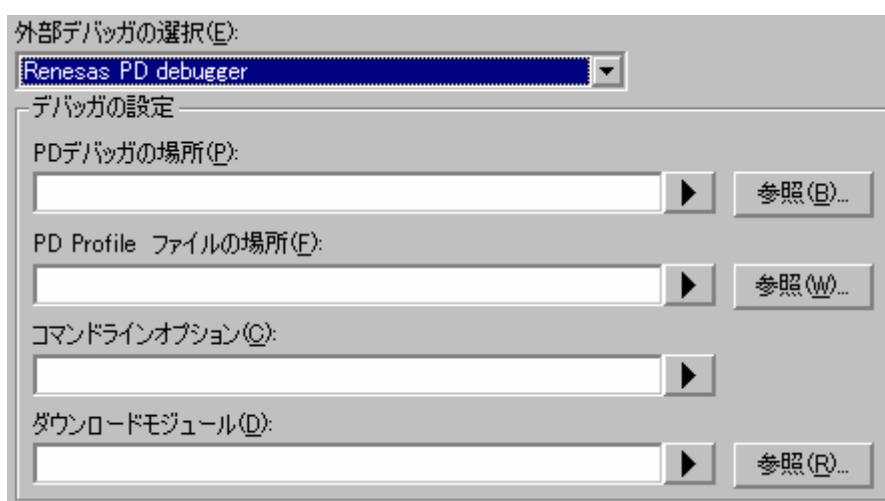 外部デバッガの選択(E):
Renesas PD debugger
デバッガの設定
PDデバッガの場所(P):
参照(B)...
PD Profile ファイルの場所(F):
参照(W)...
コマンドラインオプション(C):
ダウンロードモジュール(D):
参照(R)...